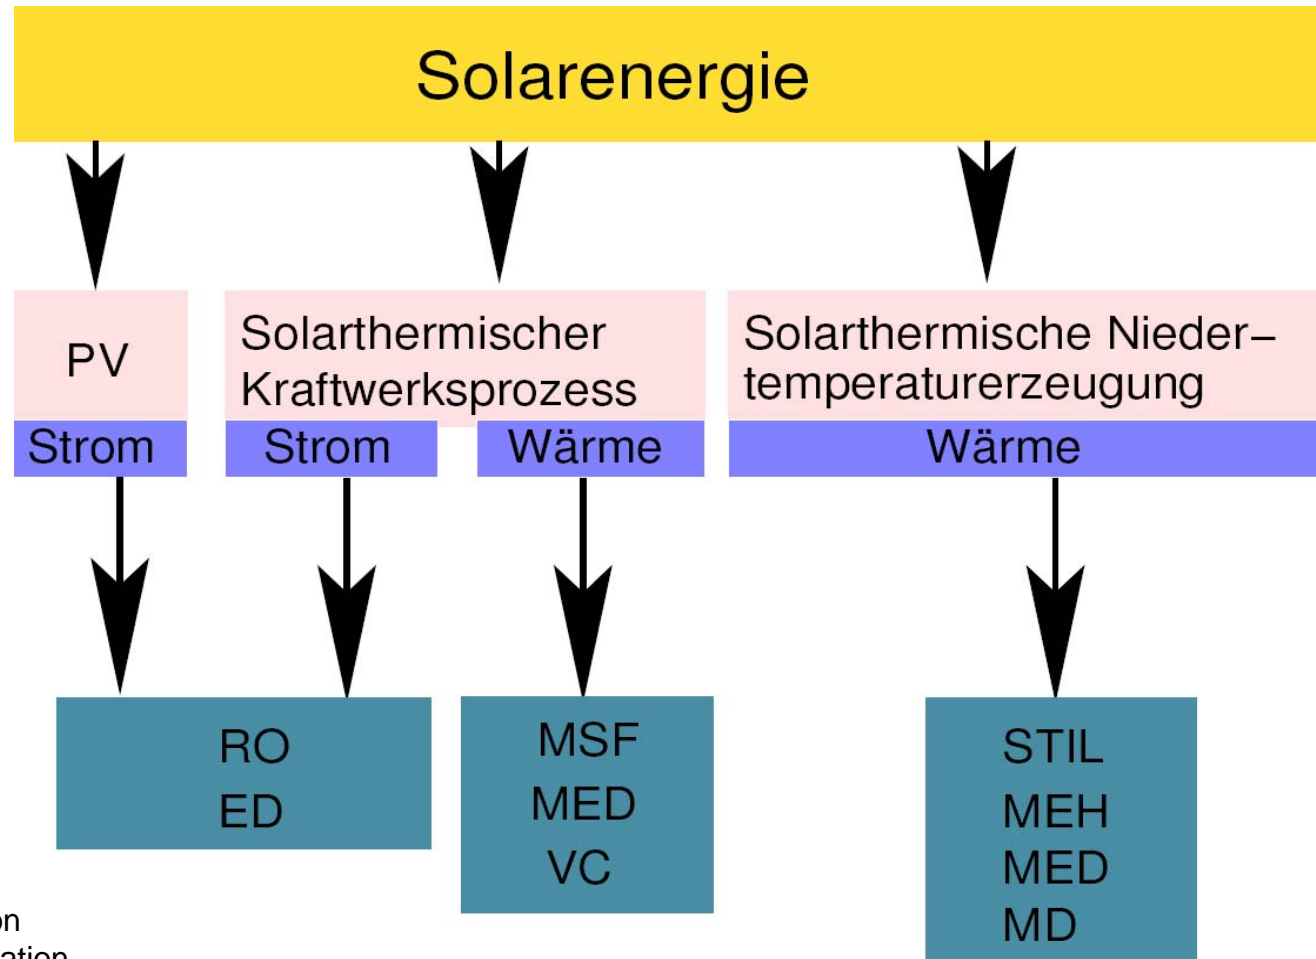 Solarenergie
PV
Solarthermischer
Kraftwerksprozess
Solarthermische Nieder–
temperaturerzeugung
Strom
Strom
Wärme
Wärme
RO
ED
MSF
MED
VC
STIL
MEH
MED
MD